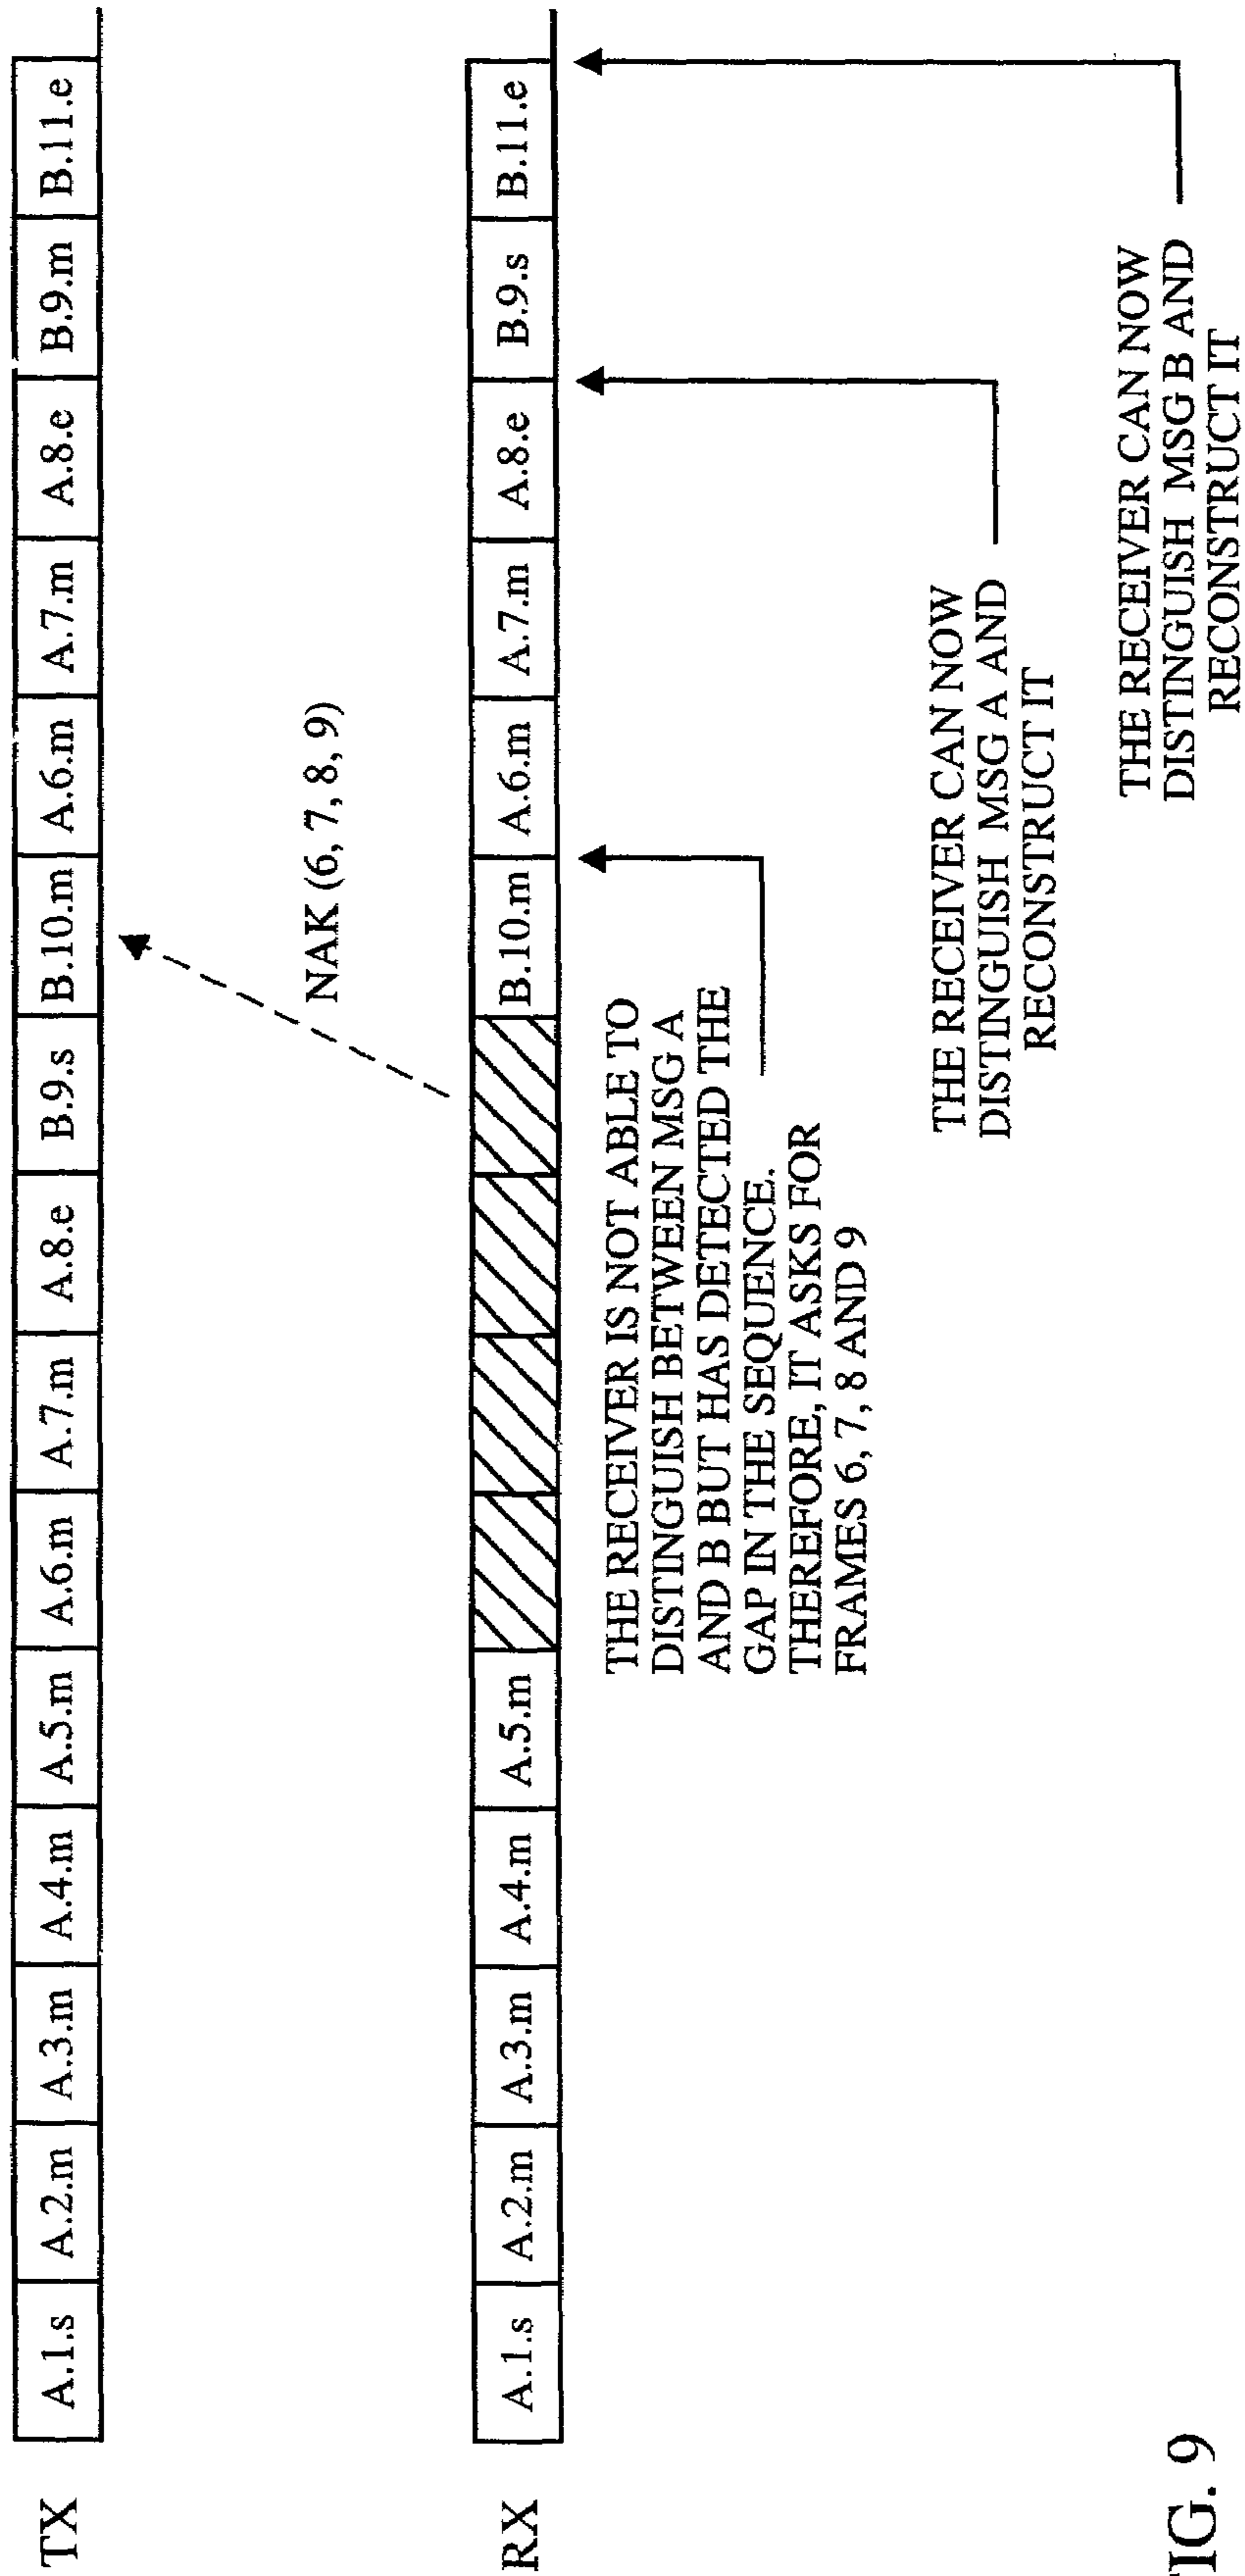 TX A.1.s A.2.m A.3.m A.4.m A.5.m A.6.m A.7.m A.8.e B.9.s B.10.m A.6.m A.7.m A.8.e B.9.m B.11.e
NAK (6, 7, 8, 9)
RX A.1.s A.2.m A.3.m A.4.m A.5.m B.10.m A.6.m A.7.m A.8.e B.9.s B.11.e
THE RECEIVER IS NOT ABLE TO
DISTINGUISH BETWEEN MSG A
AND B BUT HAS DETECTED THE
GAP IN THE SEQUENCE.
THEREFORE, IT ASKS FOR
FRAMES 6, 7, 8 AND 9
THE RECEIVER CAN NOW
DISTINGUISH MSG A AND
RECONSTRUCT IT
THE RECEIVER CAN NOW
DISTINGUISH MSG B AND
RECONSTRUCT IT
IG. 9